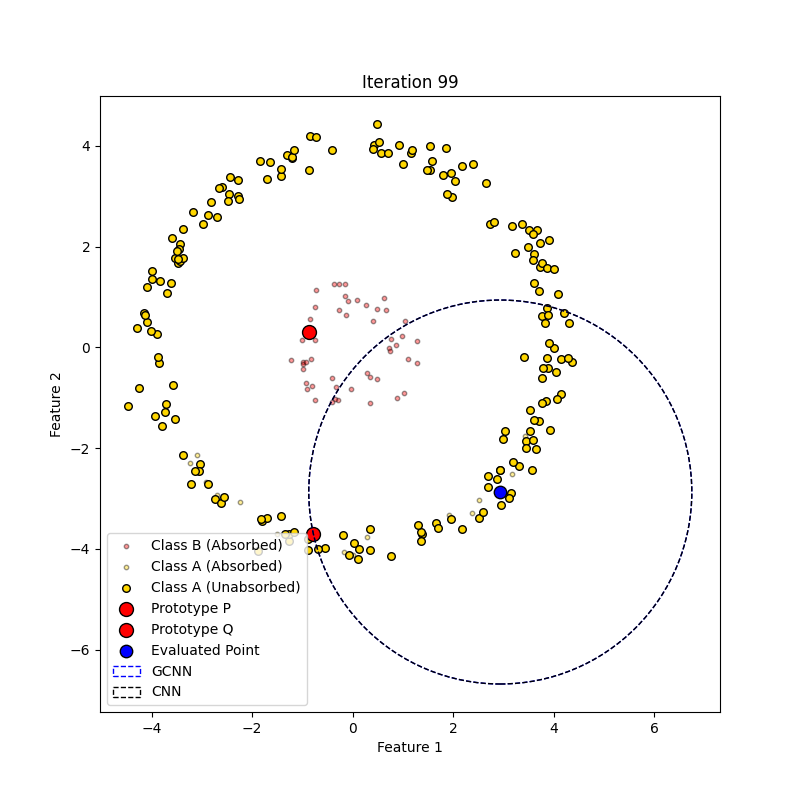 Iteration 99
4
2
0
−2
−4
−6
Feature 2
Class B (Absorbed)
Class A (Absorbed)
Class A (Unabsorbed)
Prototype P
Prototype Q
Evaluated Point
GCNN
CNN
−4
−2
0
2
4
6
Feature 1